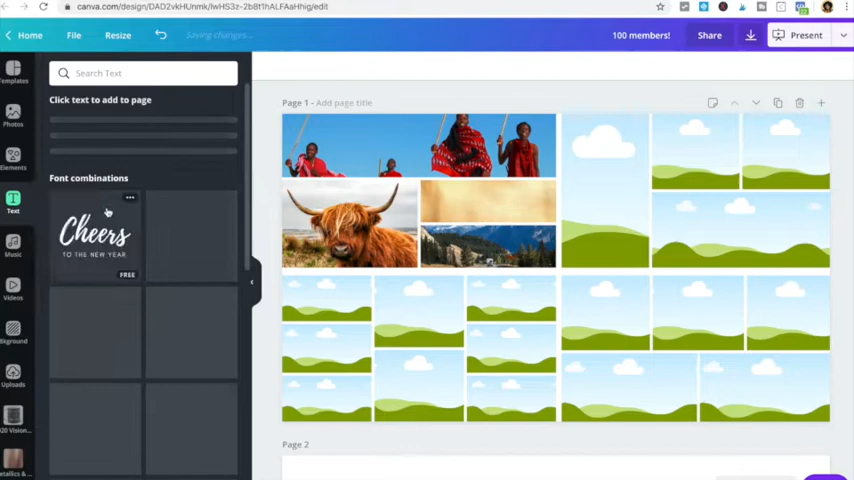 canva.com/design/DAD2vkHUnmk/lwHS3z-2b8t1hALFAaHhig/edit
Home
File
Resize
Saving changes...
100 members!
Share
Present
Templates
Photos
Elements
Text
Music
Videos
Bkground
Uploads
Search Text
Click text to add to page
Font combinations
Cheers
TO THE NEW YEAR
FREE
Page 1 - Add page title
Page 2